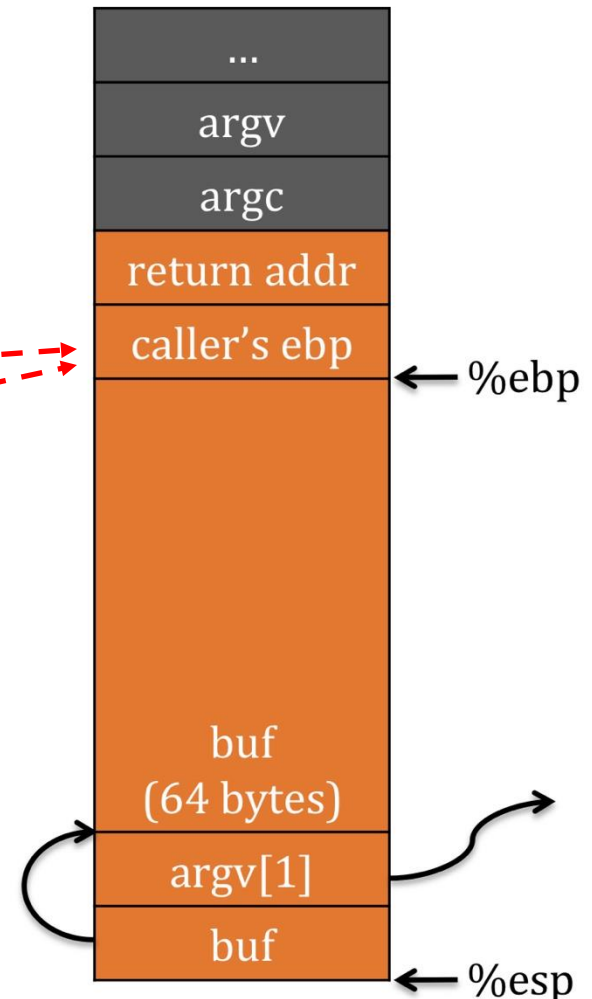 ...
argv
argc
return addr
caller’s ebp
%ebp
buf
(64 bytes)
argv[1]
buf
%esp